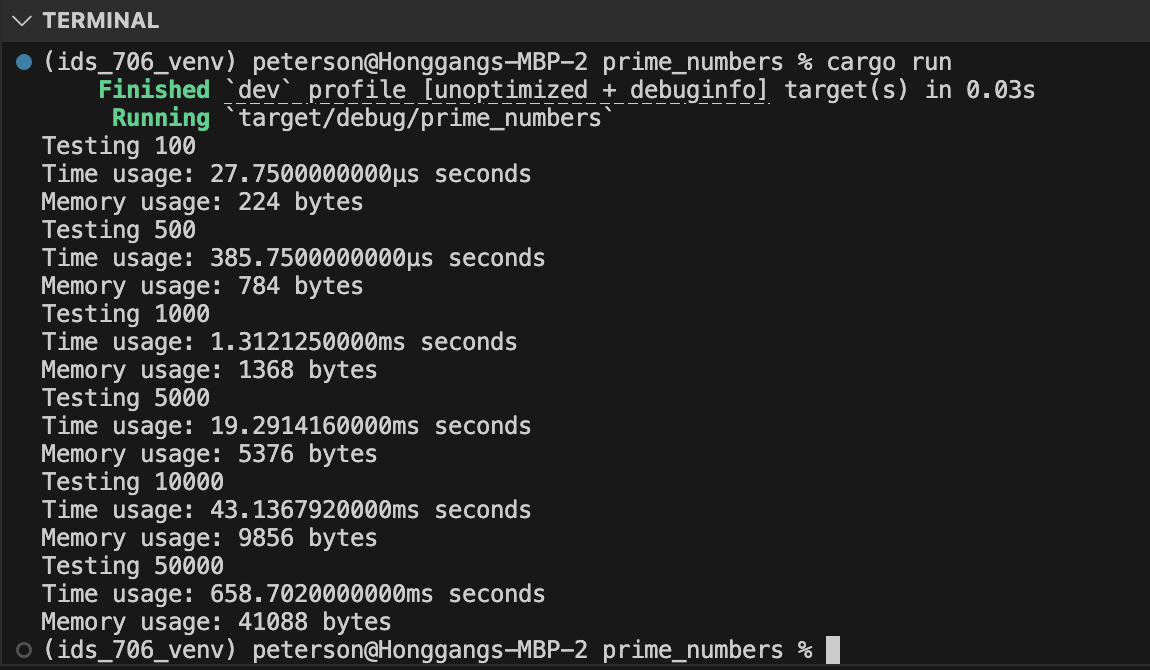 TERMINAL
(ids_706_venv) peterson@Honggangs-MBP-2 prime_numbers % cargo run
Finished `dev` profile [unoptimized + debuginfo] target(s) in 0.03s
Running `target/debug/prime_numbers`
Testing 100
Time usage: 27.7500000000µs seconds
Memory usage: 224 bytes
Testing 500
Time usage: 385.7500000000µs seconds
Memory usage: 784 bytes
Testing 1000
Time usage: 1.3121250000ms seconds
Memory usage: 1368 bytes
Testing 5000
Time usage: 19.2914160000ms seconds
Memory usage: 5376 bytes
Testing 10000
Time usage: 43.1367920000ms seconds
Memory usage: 9856 bytes
Testing 50000
Time usage: 658.7020000000ms seconds
Memory usage: 41088 bytes
(ids_706_venv) peterson@Honggangs-MBP-2 prime_numbers %